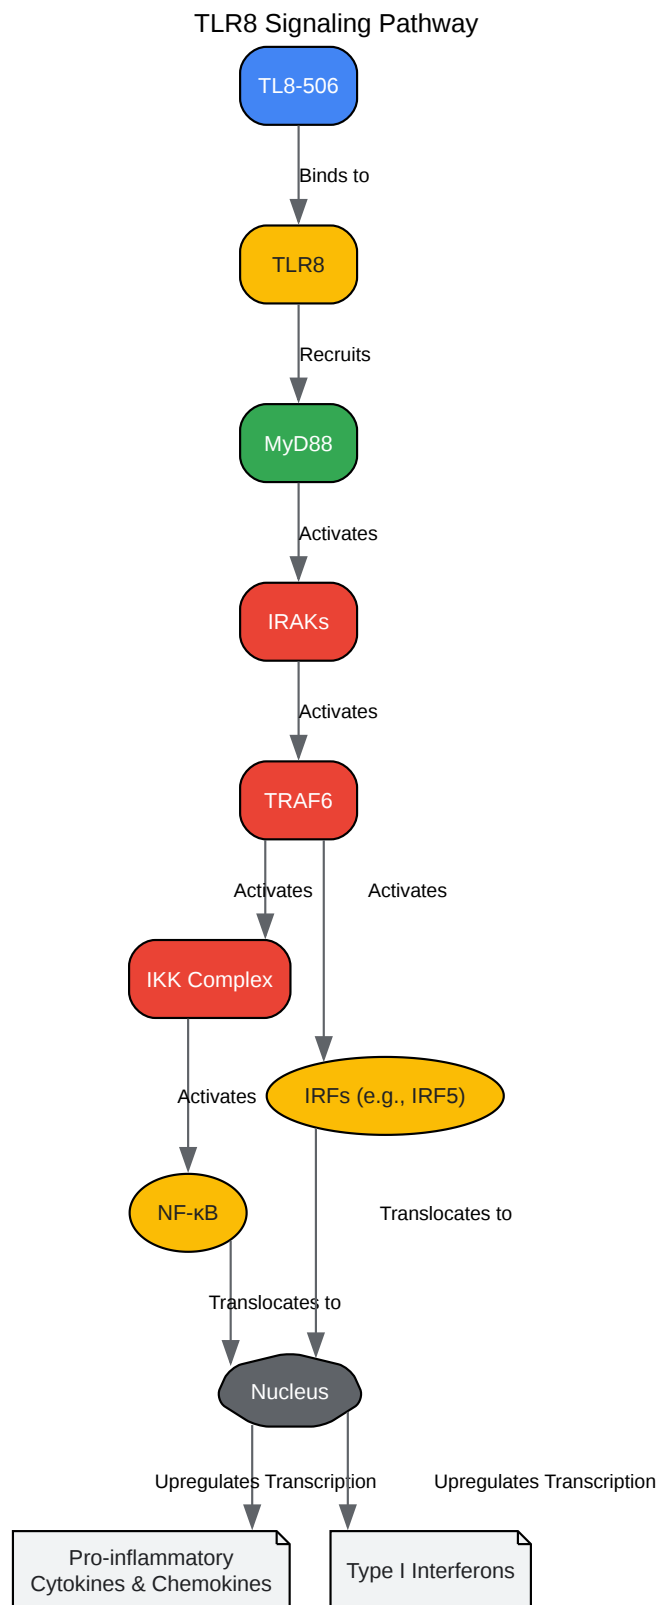 TLR8 Signaling Pathway
TL8-506
Binds to
TLR8
Recruits
MyD88
Activates
IRAKs
Activates
TRAF6
Activates
Activates
IKK Complex
Activates
IRFs (e.g., IRF5)
NF-κB
Translocates to
Translocates to
Nucleus
Upregulates Transcription
Upregulates Transcription
Pro-inflammatory
Cytokines & Chemokines
Type I Interferons